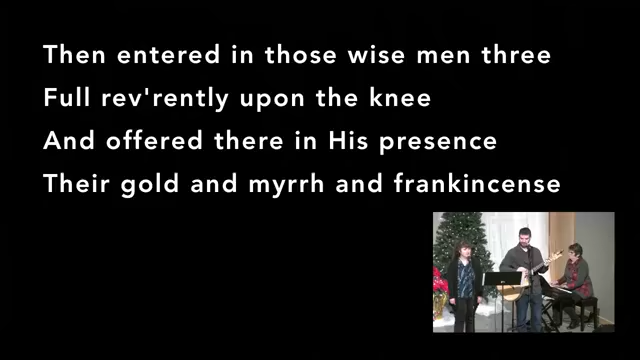 Then entered in those wise men three
Full rev'rently upon the knee
And offered there in His presence
Their gold and myrrh and frankincense